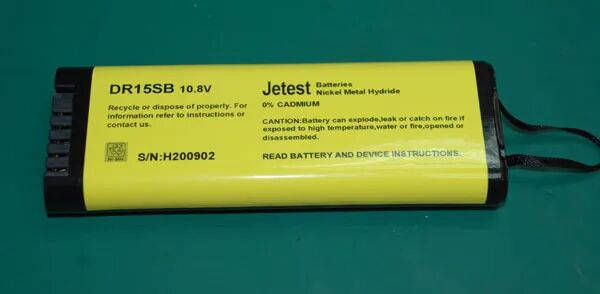 DR15SB 10.8V
Recycle or dispose of properly. For
information refer to instructions or
contact us.
S/N:H200902
Jetest Batteries
Nickel Metal Hydride
0% CADMIUM
CAUTION:Battery can explode,leak or catch on fire if
exposed to high temperature,water or fire,opened or
disassembled.
READ BATTERY AND DEVICE INSTRUCTIONS.